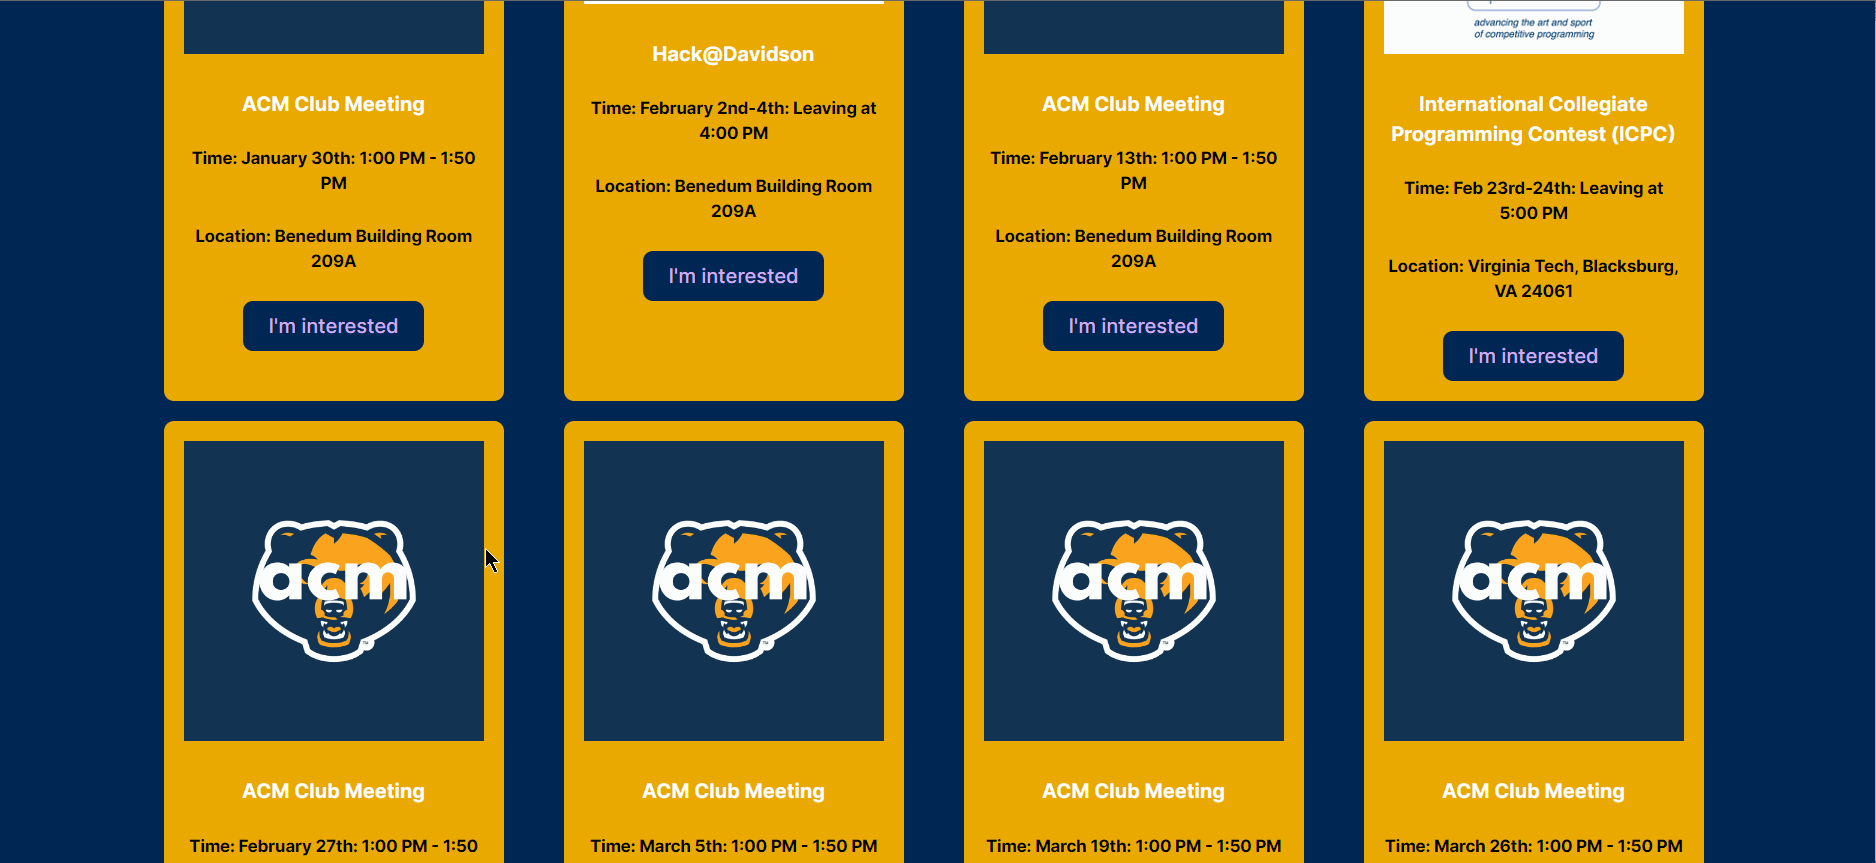 ACM Club Meeting
Time: January 30th: 1:00 PM - 1:50
PM
Location: Benedum Building Room
209A
I'm interested
Hack@Davidson
Time: February 2nd-4th: Leaving at
4:00 PM
Location: Benedum Building Room
209A
I'm interested
ACM Club Meeting
Time: February 13th: 1:00 PM - 1:50
PM
Location: Benedum Building Room
209A
I'm interested
advancing the art and sport
of competitive programming
International Collegiate
Programming Contest (ICPC)
Time: Feb 23rd-24th: Leaving at
5:00 PM
Location: Virginia Tech, Blacksburg,
VA 24061
I'm interested
acm
ACM Club Meeting
Time: February 27th: 1:00 PM - 1:50
acm
ACM Club Meeting
Time: March 5th: 1:00 PM - 1:50 PM
acm
ACM Club Meeting
Time: March 19th: 1:00 PM - 1:50 PM
acm
ACM Club Meeting
Time: March 26th: 1:00 PM - 1:50 PM